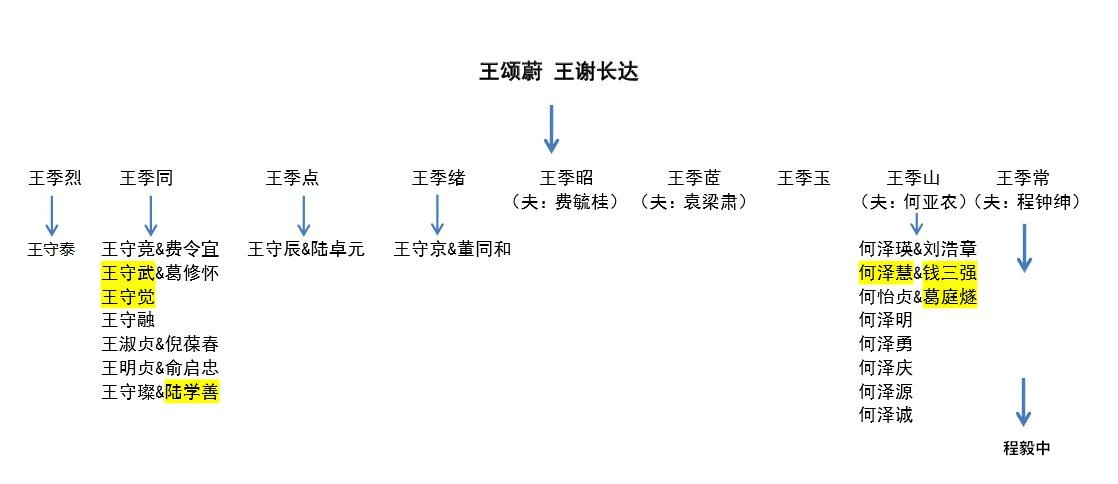 王颂蔚 王谢长达
王季烈 王季同 王季点 王季绪 王季昭 王季茝 王季玉 王季山 王季常
（夫：费毓桂） （夫：袁梁肃） （夫：何亚农） （夫：程钟绅）
王守泰 王守竞&费令宜 王守辰&陆卓元 王守京&董同和 何泽瑛&刘浩章
王守武&葛修怀 何泽慧&钱三强
王守觉 何怡贞&葛庭燧
王守融 何泽明
王淑贞&倪葆春 何泽勇
王明贞&俞启忠 何泽庆
王守璨&陆学善 何泽源
何泽诚
程毅中